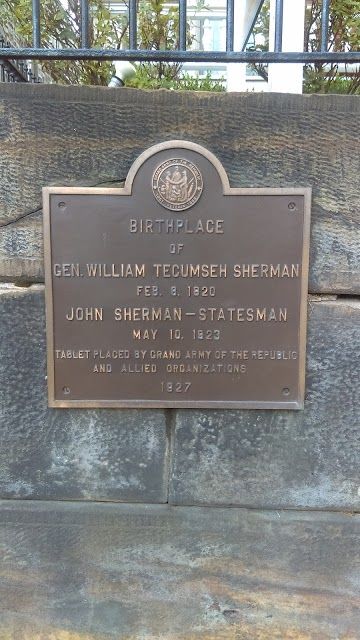 BIRTHPLACE
OF
GEN. WILLIAM TECUMSEH SHERMAN
FEB. 8, 1820
JOHN SHERMAN-STATESMAN
MAY 10, 1823
TABLET PLACED BY GRAND ARMY OF THE REPUBLIC
AND ALLIED ORGANIZATIONS
1927